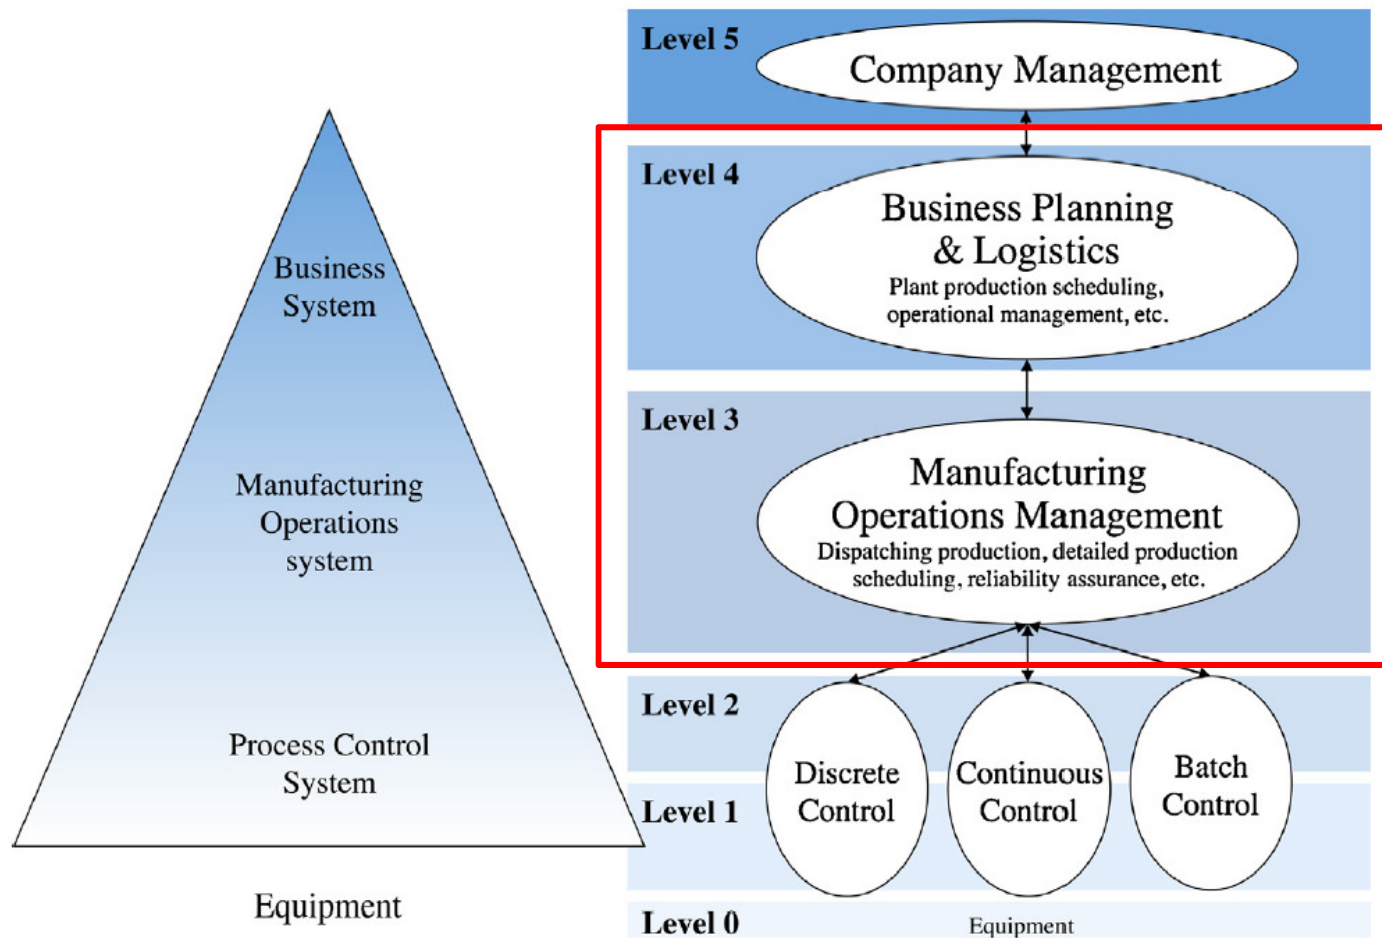 Business
System
Manufacturing
Operations
system
Process Control
System
Equipment
Level 5
Company Management
Level 4
Business Planning
& Logistics
Plant production scheduling,
operational management, etc.
Level 3
Manufacturing
Operations Management
Dispatching production, detailed production
scheduling, reliability assurance, etc.
Level 2
Level 1
Discrete
Control
Continuous
Control
Batch
Control
Level 0
Equipment